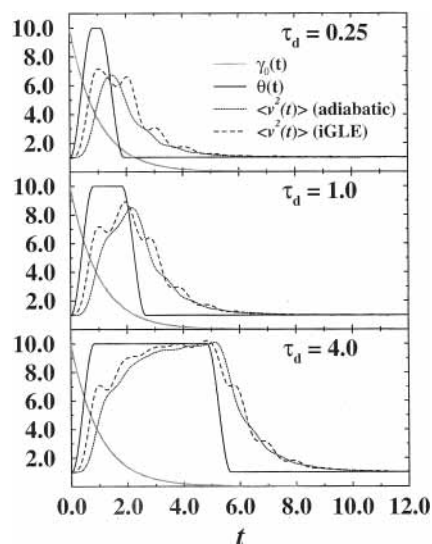 10.0
8.0
6.0
4.0
2.0
τd = 0.25
γ0(t)
θ(t)
<v²(t)> (adiabatic)
<v²(t)> (iGLE)
10.0
8.0
6.0
4.0
2.0
τd = 1.0
10.0
8.0
6.0
4.0
2.0
τd = 4.0
0.0 2.0 4.0 6.0 8.0 10.0 12.0
t